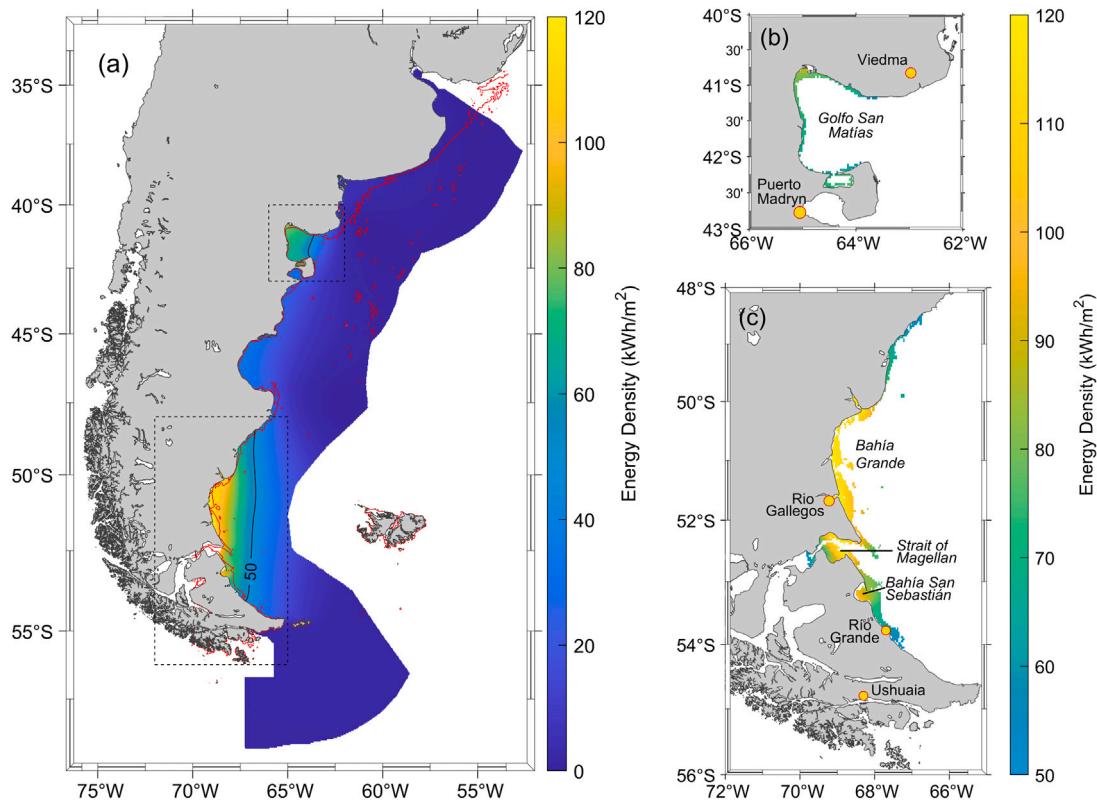 (a)
35°S
40°S
45°S
50°S
55°S
75°W
70°W
65°W
60°W
55°W
50
120
100
80
60
40
20
0
Energy Density (kWh/m²)
(b)
40°S
30'
41°S
30'
42°S
30'
43°S
66°W
64°W
62°W
Viedma
Golfo San
Matías
Puerto
Madryn
(c)
48°S
50°S
52°S
54°S
56°S
72°W
70°W
68°W
66°W
Bahía
Grande
Rio
Gallegos
Strait of
Magellan
Bahía San
Sebastián
Río
Grande
Ushuaia
120
110
100
90
80
70
60
50
Energy Density (kWh/m²)